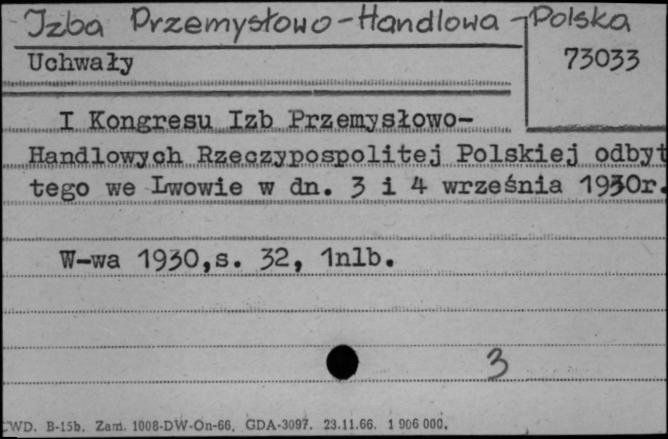 Izba Przemysłowo-Handlowa-Polska
Uchwały
73033
I Kongresu Izb Przemysłowo-
Handlowych Rzeczypospolitej Polskiej odbyt
tego we Lwowie w dn. 3 i 4 września 1930r.
W-wa 1930,s. 32, 1nlb.
3
CWD. B-15b. Zam. 1008-DW-On-66. GDA-3097. 23.11.66. 1 906 000.